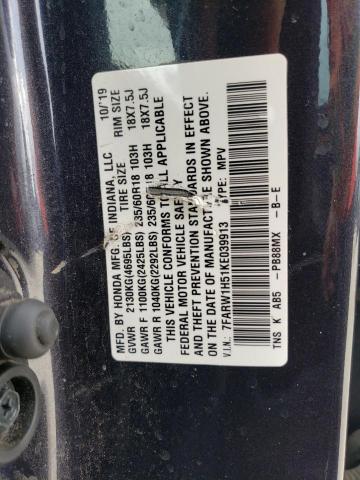 MFD. BY HONDA MFG. OF INDIANA, LLC 10/'19
TIRE SIZE RIM SIZE
GVWR 2130KG(4695LBS)
GAWR F 1100KG(2425LBS) 235/60R18 103H 18X7.5J
GAWR R 1040KG(2292LBS) 235/60R18 103H 18X7.5J
THIS VEHICLE CONFORMS TO ALL APPLICABLE
FEDERAL MOTOR VEHICLE SAFETY
AND THEFT PREVENTION STANDARDS IN EFFECT
ON THE DATE OF MANUFACTURE SHOWN ABOVE.
V.I.N.: 7FARW1H51KE039913 TYPE: MPV
TNS K AB5 -PB88MX -B-E